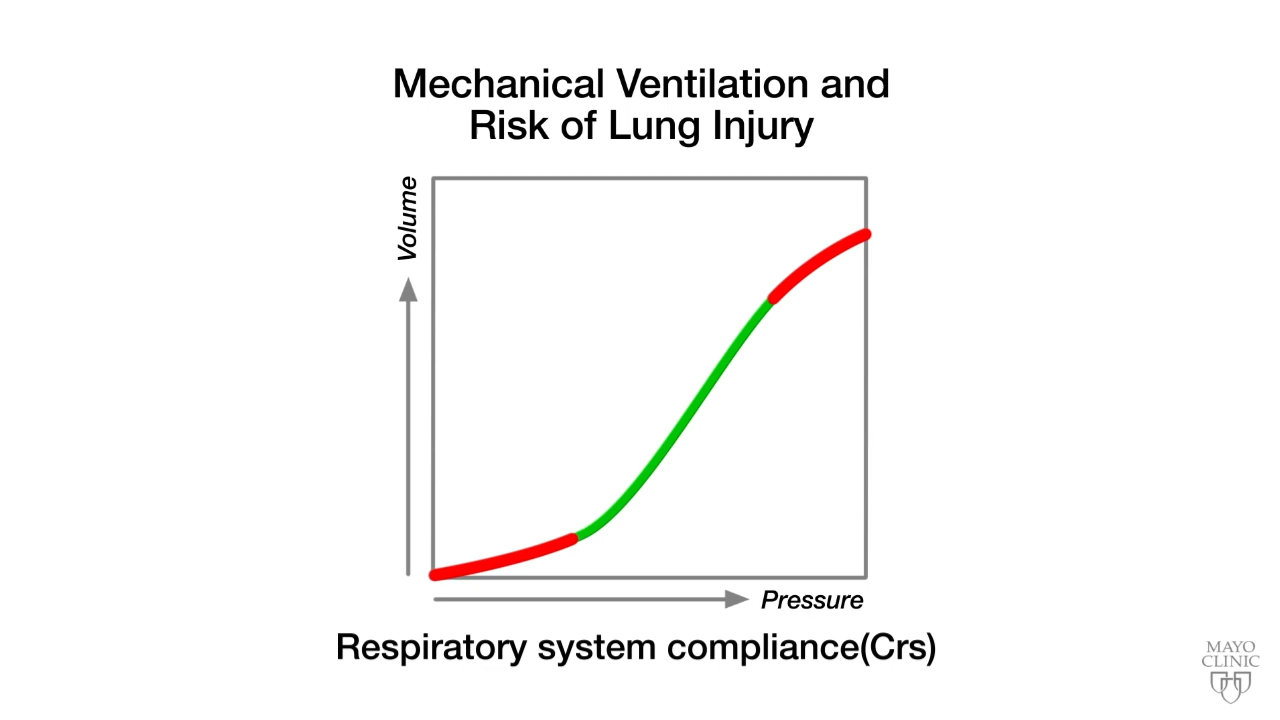 Mechanical Ventilation and
Risk of Lung Injury
Volume
Pressure
Respiratory system compliance(Crs)
MAYO
CLINIC